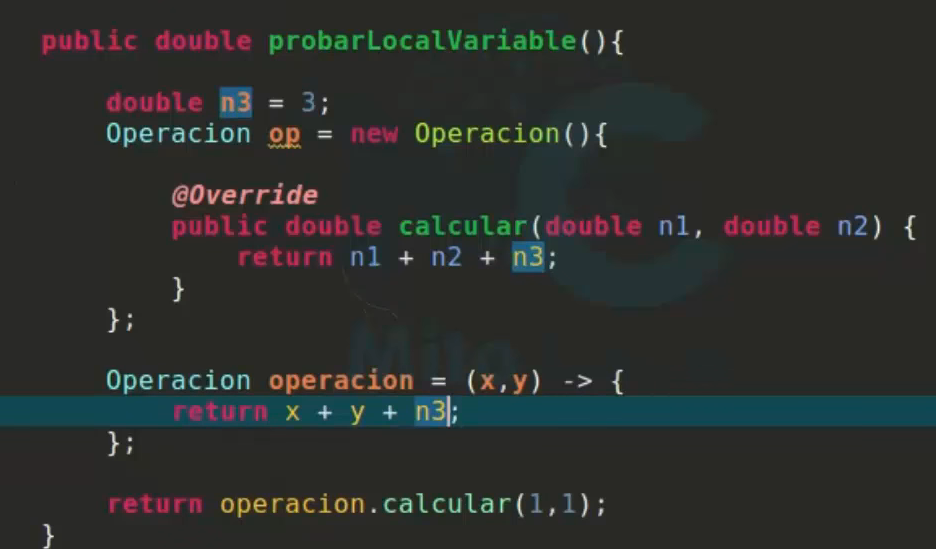 public double probarLocalVariable(){
double n3 = 3;
Operacion op = new Operacion(){
@Override
public double calcular(double n1, double n2) {
return n1 + n2 + n3;
}
};
Operacion operacion = (x,y) -> {
return x + y + n3;
};
return operacion.calcular(1,1);
}
Mito